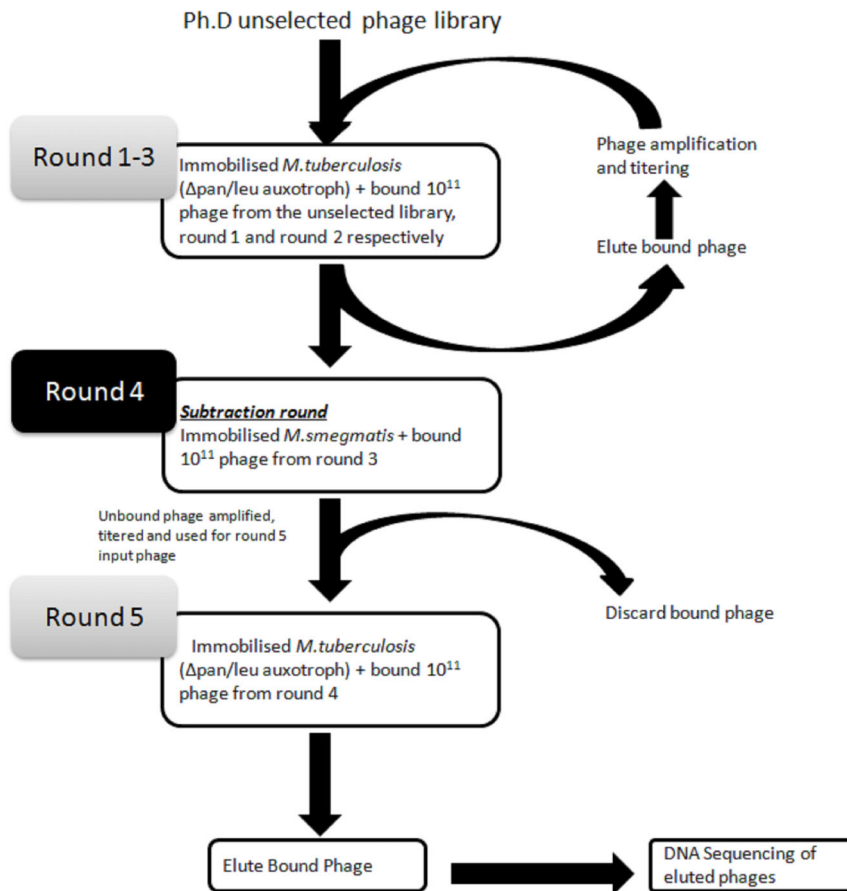 Ph.D unselected phage library
Round 1-3
Immobilised M.tuberculosis
(Δpan/leu auxotroph) + bound 10¹¹
phage from the unselected library,
round 1 and round 2 respectively
Phage amplification
and titering
Elute bound phage
Round 4
Subtraction round
Immobilised M.smegmatis + bound
10¹¹ phage from round 3
Unbound phage amplified,
titered and used for round 5
input phage
Discard bound phage
Round 5
Immobilised M.tuberculosis
(Δpan/leu auxotroph) + bound 10¹¹
phage from round 4
Elute Bound Phage
DNA Sequencing of
eluted phages